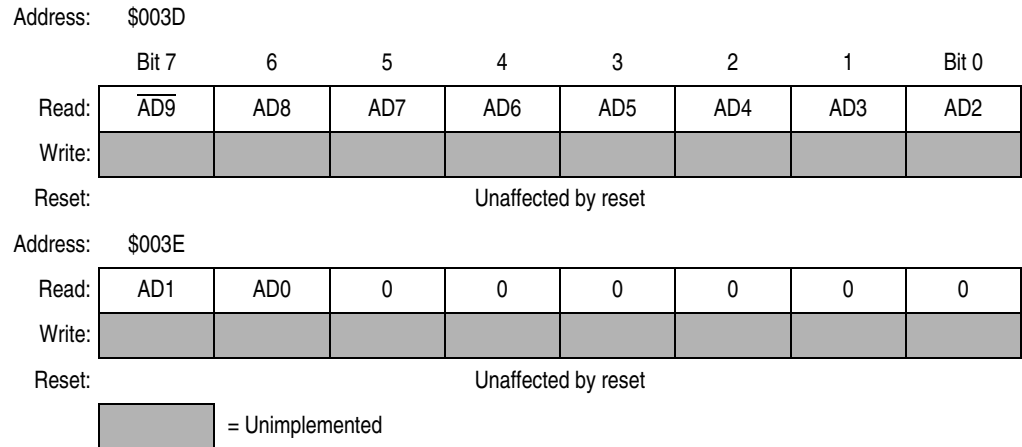 Address: $003D
Bit 7 6 5 4 3 2 1 Bit 0
Read: A̅D̅9̅ AD8 AD7 AD6 AD5 AD4 AD3 AD2
Write:
Reset: Unaffected by reset
Address: $003E
Read: AD1 AD0 0 0 0 0 0 0
Write:
Reset: Unaffected by reset
= Unimplemented